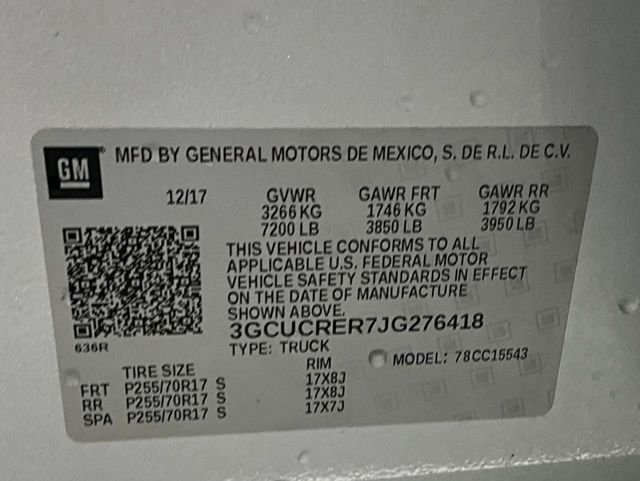 GM MFD BY GENERAL MOTORS DE MEXICO, S. DE R.L. DE C.V.
12/17 GVWR GAWR FRT GAWR RR
3266 KG 1746 KG 1792 KG
7200 LB 3850 LB 3950 LB
THIS VEHICLE CONFORMS TO ALL
APPLICABLE U.S. FEDERAL MOTOR
VEHICLE SAFETY STANDARDS IN EFFECT
ON THE DATE OF MANUFACTURE
SHOWN ABOVE.
3GCUCRER7JG276418
636R TYPE: TRUCK MODEL: 78CC15543
TIRE SIZE RIM
FRT P255/70R17 S 17X8J
RR P255/70R17 S 17X8J
SPA P255/70R17 S 17X7J